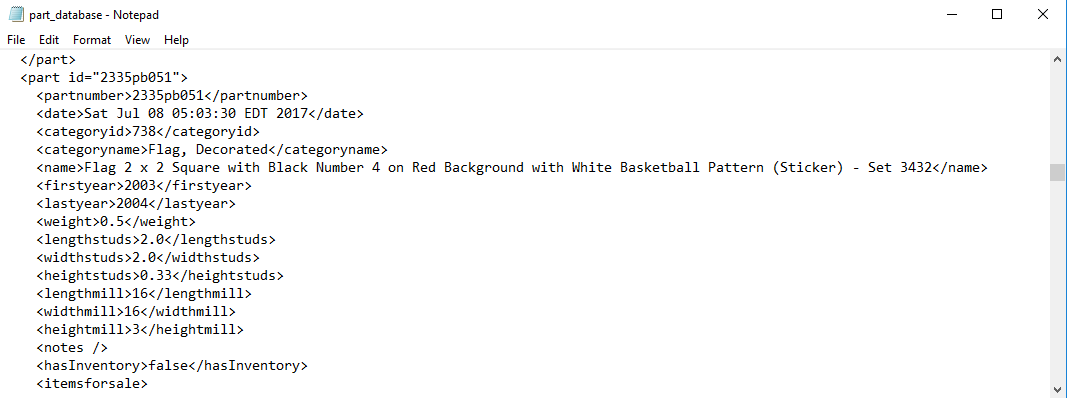 part_database - Notepad
File Edit Format View Help
</part>
<part id="2335pb051">
<partnumber>2335pb051</partnumber>
<date>Sat Jul 08 05:03:30 EDT 2017</date>
<categoryid>738</categoryid>
<categoryname>Flag, Decorated</categoryname>
<name>Flag 2 x 2 Square with Black Number 4 on Red Background with White Basketball Pattern (Sticker) - Set 3432</name>
<firstyear>2003</firstyear>
<lastyear>2004</lastyear>
<weight>0.5</weight>
<lengthstuds>2.0</lengthstuds>
<widthstuds>2.0</widthstuds>
<heightstuds>0.33</heightstuds>
<lengthmill>16</lengthmill>
<widthmill>16</widthmill>
<heightmill>3</heightmill>
<notes />
<hasInventory>false</hasInventory>
<itemsforsale>